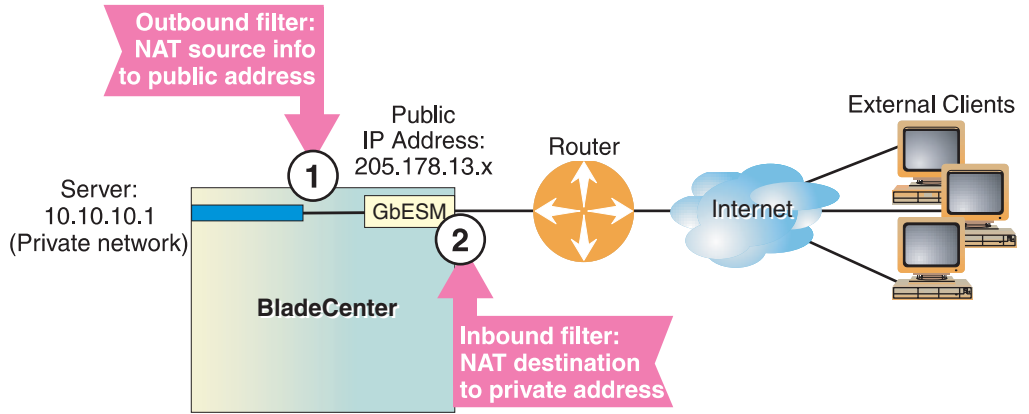 Outbound filter:
NAT source info
to public address
Public
IP Address:
205.178.13.x
Router
External Clients
1
Server:
10.10.10.1
(Private network)
GbESM
2
Internet
BladeCenter
Inbound filter:
NAT destination
to private address